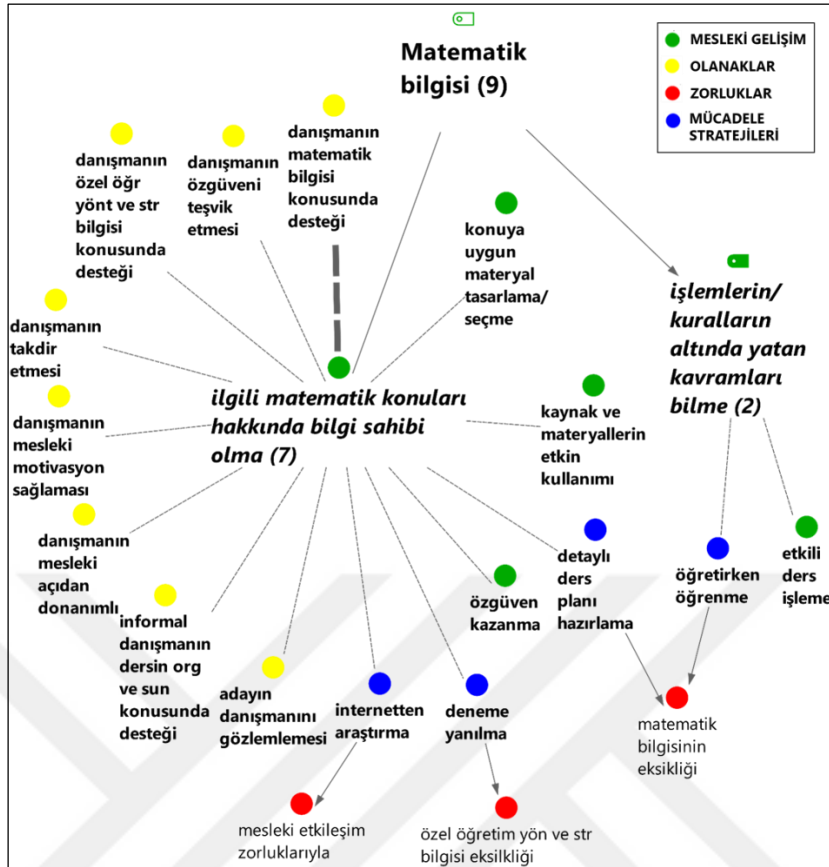 Matematik
bilgisi (9)
MESLEKİ GELİŞİM
OLANAKLAR
ZORLUKLAR
MÜCADELE
STRATEJİLERİ
danışmanın
özel öğr
yönt ve str
bilgisi
konusunda
desteği
danışmanın
özgüveni
teşvik
etmesi
danışmanın
matematik
bilgisi
konusunda
desteği
konuya
uygun
materyal
tasarlama/
seçme
işlemlerin/
kuralların
altında yatan
kavramları
bilme (2)
danışmanın
takdir
etmesi
ilgili matematik konuları
hakkında bilgi sahibi
olma (7)
danışmanın
mesleki
motivasyon
sağlaması
kaynak ve
materyallerin
etkin
kullanımı
danışmanın
mesleki
açıdan
donanımlı
informal
danışmanın
dersin org
ve sun
konusunda
desteği
adayın
danışmanını
gözlemlemesi
internetten
araştırma
deneme
yanılma
özgüven
kazanma
detaylı
ders
planı
hazırlama
öğretirken
öğrenme
etkili
ders
işleme
matematik
bilgisinin
eksikliği
mesleki etkileşim
zorluklarıyla
özel öğretim yön ve str
bilgisi eksilkliği